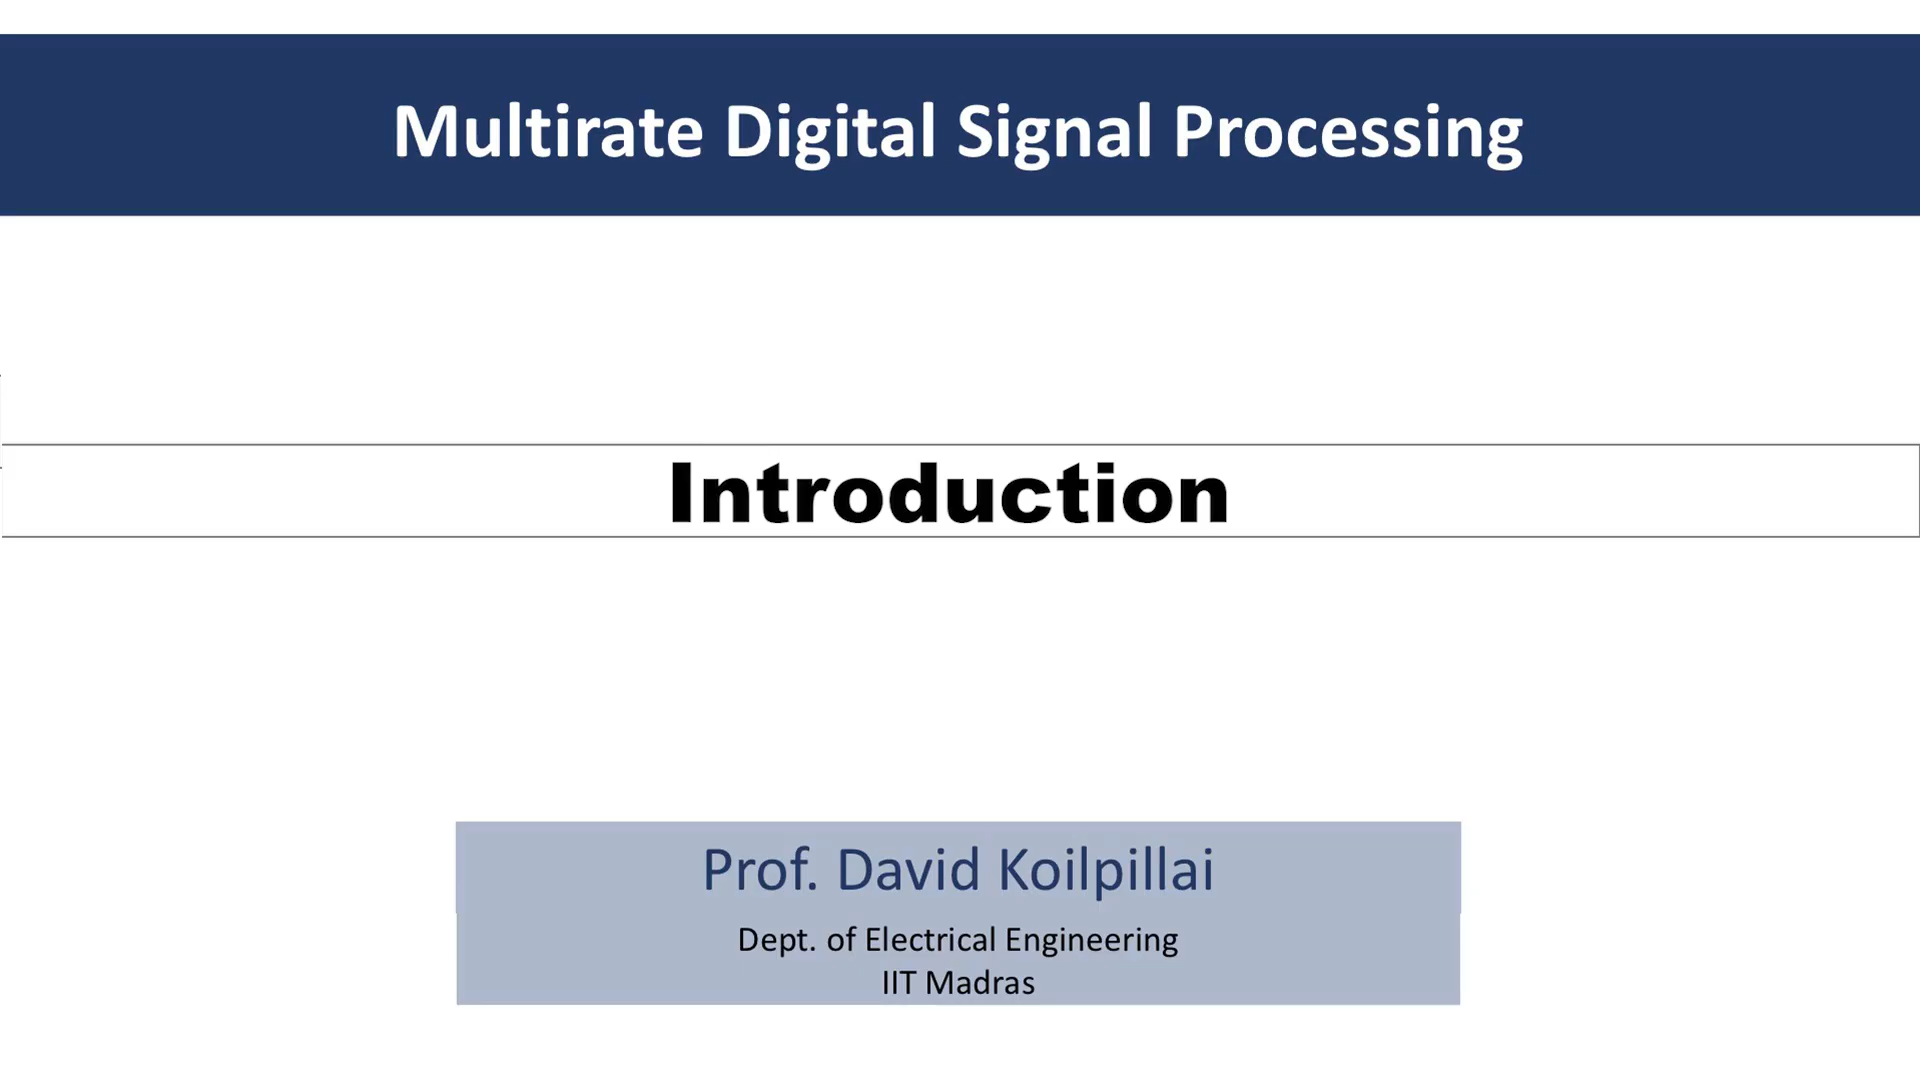 Multirate Digital Signal Processing
Introduction
Prof. David Koilpillai
Dept. of Electrical Engineering
IIT Madras